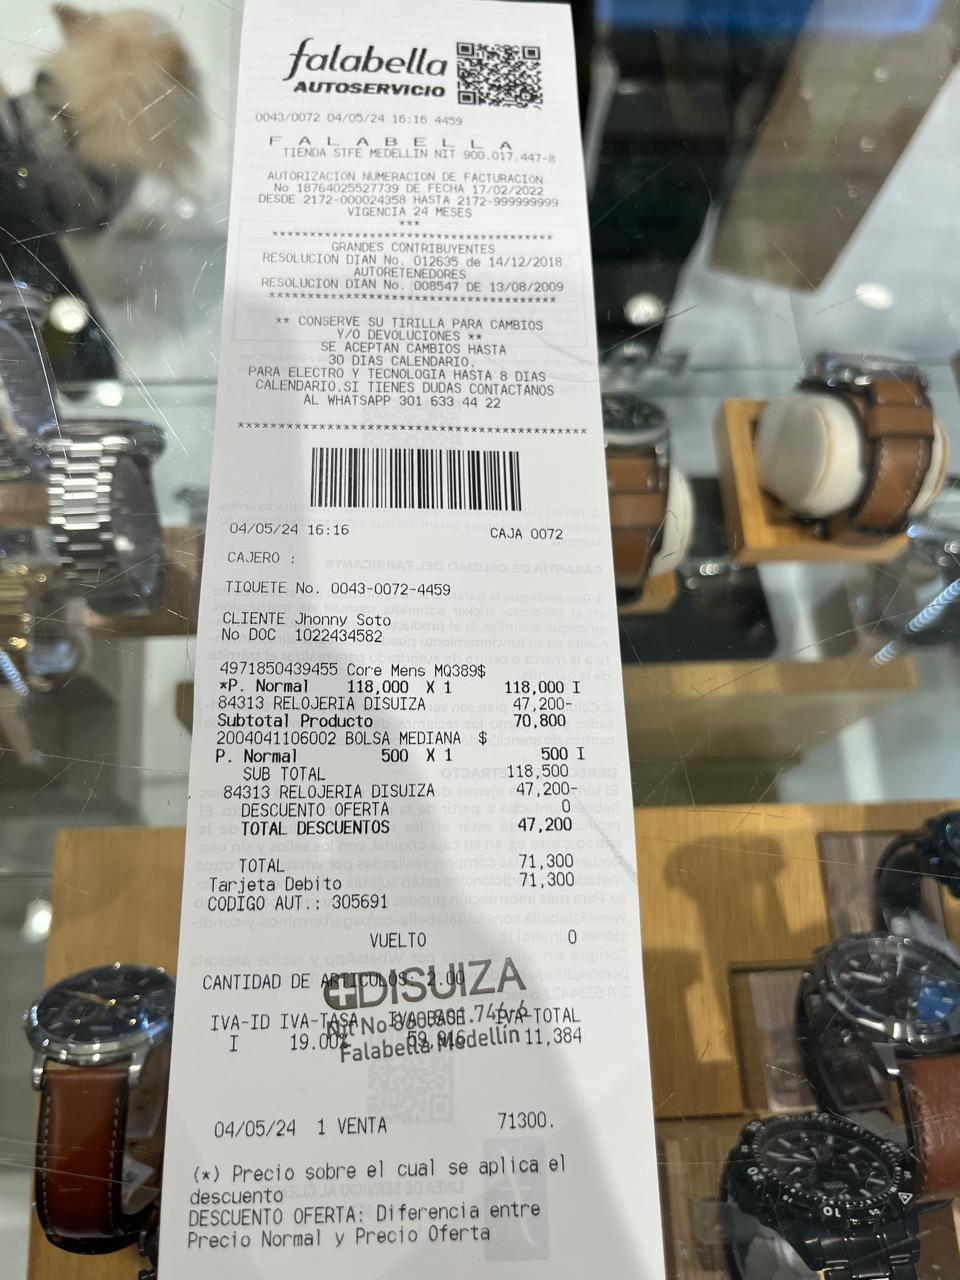 falabella
AUTOSERVICIO
0043/0072 04/05/24 16:16 4459
F A L A B E L L A
TIENDA STFE MEDELLIN NIT 900.017.447-8
AUTORIZACION NUMERACION DE FACTURACION
No 18764025527739 DE FECHA 17/02/2022
DESDE 2172-000024358 HASTA 2172-999999999
VIGENCIA 24 MESES
***
****************************************
GRANDES CONTRIBUYENTES
RESOLUCION DIAN No. 012635 de 14/12/2018
AUTORETENEDORES
RESOLUCION DIAN No. 008547 DE 13/08/2009
****************************************
** CONSERVE SU TIRILLA PARA CAMBIOS
Y/O DEVOLUCIONES **
SE ACEPTAN CAMBIOS HASTA
30 DIAS CALENDARIO.
PARA ELECTRO Y TECNOLOGIA HASTA 8 DIAS
CALENDARIO.SI TIENES DUDAS CONTACTANOS
AL WHATSAPP 301 633 44 22
****************************************
04/05/24 16:16 CAJA 0072
CAJERO :
TIQUETE No. 0043-0072-4459
CLIENTE Jhonny Soto
No DOC 1022434582
4971850439455 Core Mens MQ389$
*P. Normal 118,000 X 1 118,000 I
84313 RELOJERIA DISUIZA 47,200-
Subtotal Producto 70,800
2004041106002 BOLSA MEDIANA $
P. Normal 500 X 1 500 I
SUB TOTAL 118,500
84313 RELOJERIA DISUIZA 47,200-
DESCUENTO OFERTA 0
TOTAL DESCUENTOS 47,200
TOTAL 71,300
Tarjeta Debito 71,300
CODIGO AUT.: 305691
VUELTO 0
CANTIDAD DE ARTICULOS: 2.00
DISUIZA
IVA-ID IVA-TASA IVA-BASE IVA-TOTAL
I 19.00% 59,916 11,384
Falabella Medellín
04/05/24 1 VENTA 71300.
(*) Precio sobre el cual se aplica el
descuento
DESCUENTO OFERTA: Diferencia entre
Precio Normal y Precio Oferta